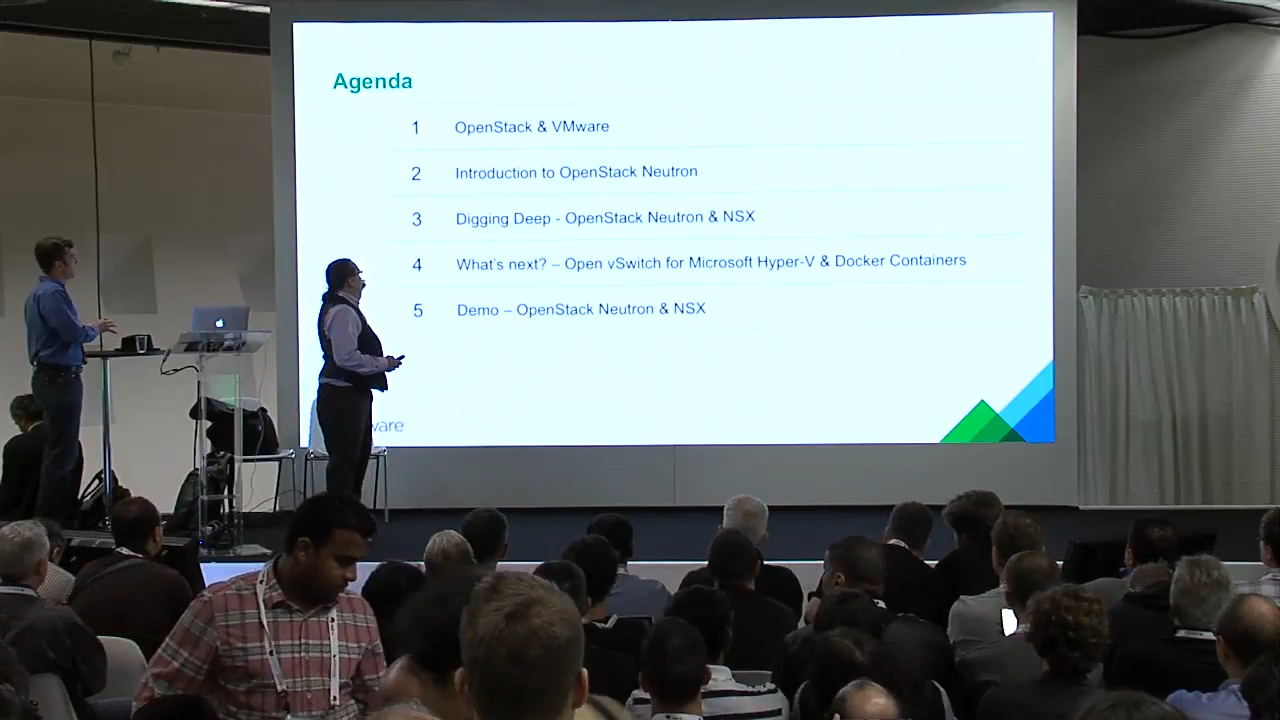 Agenda
1 OpenStack & VMware
2 Introduction to OpenStack Neutron
3 Digging Deep - OpenStack Neutron & NSX
4 What's next? – Open vSwitch for Microsoft Hyper-V & Docker Containers
5 Demo – OpenStack Neutron & NSX
ware